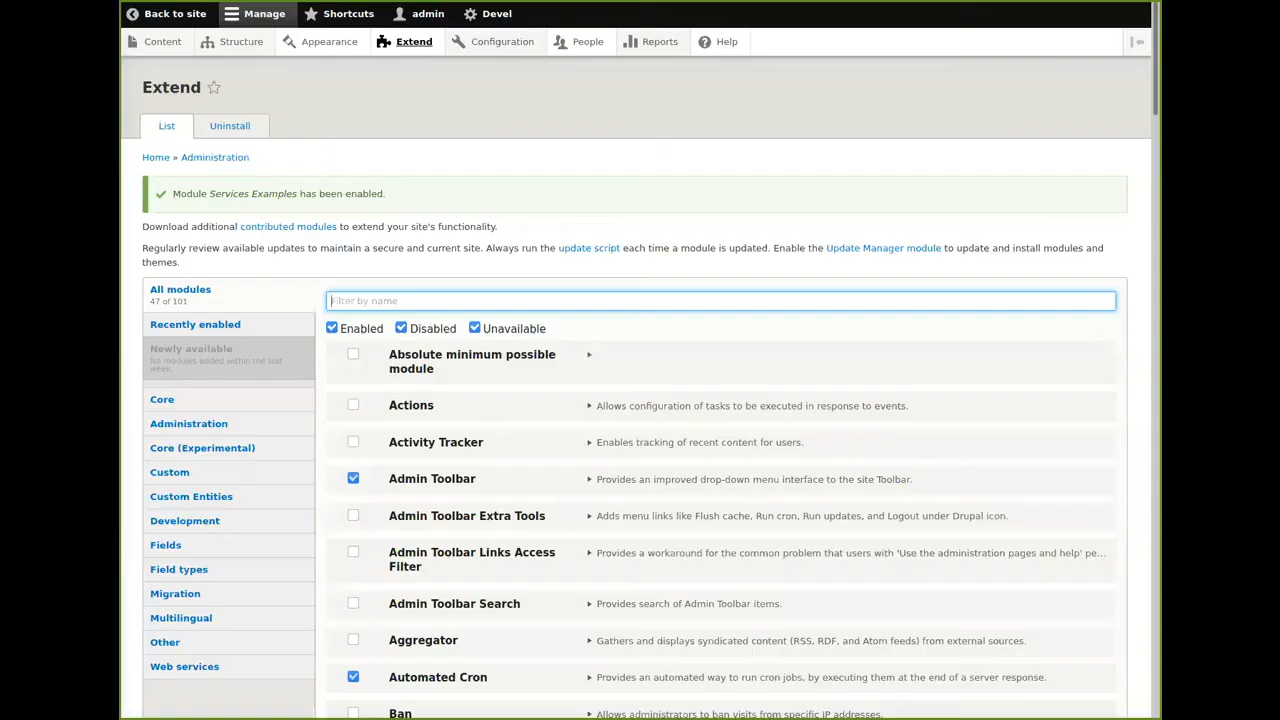 Back to site Manage Shortcuts admin Devel
Content Structure Appearance Extend Configuration People Reports Help
Extend
List Uninstall
Home » Administration
Module Services Examples has been enabled.
Download additional contributed modules to extend your site's functionality.
Regularly review available updates to maintain a secure and current site. Always run the update script each time a module is updated. Enable the Update Manager module to update and install modules and
themes.
All modules
47 of 101
Recently enabled
Newly available
No modules added within the last
week.
Core
Administration
Core (Experimental)
Custom
Custom Entities
Development
Fields
Field types
Migration
Multilingual
Other
Web services
Filter by name
Enabled Disabled Unavailable
Absolute minimum possible
module
Actions Allows configuration of tasks to be executed in response to events.
Activity Tracker Enables tracking of recent content for users.
Admin Toolbar Provides an improved drop-down menu interface to the site Toolbar.
Admin Toolbar Extra Tools Adds menu links like Flush cache, Run cron, Run updates, and Logout under Drupal icon.
Admin Toolbar Links Access Provides a workaround for the common problem that users with 'Use the administration pages and help' pe...
Filter
Admin Toolbar Search Provides search of Admin Toolbar items.
Aggregator Gathers and displays syndicated content (RSS, RDF, and Atom feeds) from external sources.
Automated Cron Provides an automated way to run cron jobs, by executing them at the end of a server response.
Ban Allows administrators to ban visits from specific IP addresses.